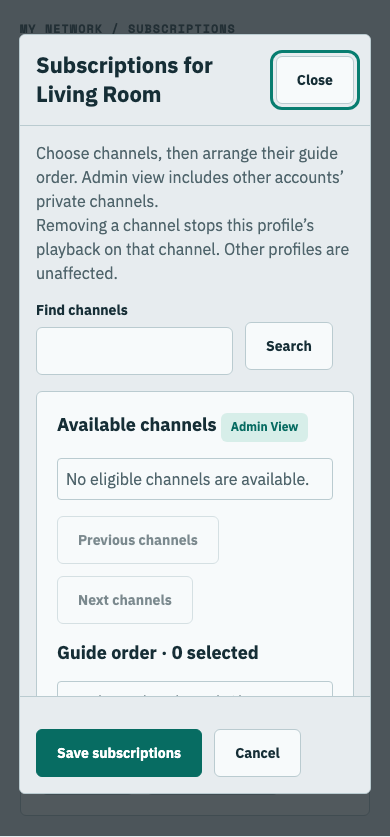 MY NETWORK / SUBSCRIPTIONS
Subscriptions for
Living Room
Close
Choose channels, then arrange their guide
order. Admin view includes other accounts’
private channels.
Removing a channel stops this profile’s
playback on that channel. Other profiles are
unaffected.
Find channels
Search
Available channels Admin View
No eligible channels are available.
Previous channels
Next channels
Guide order · 0 selected
Save subscriptions
Cancel